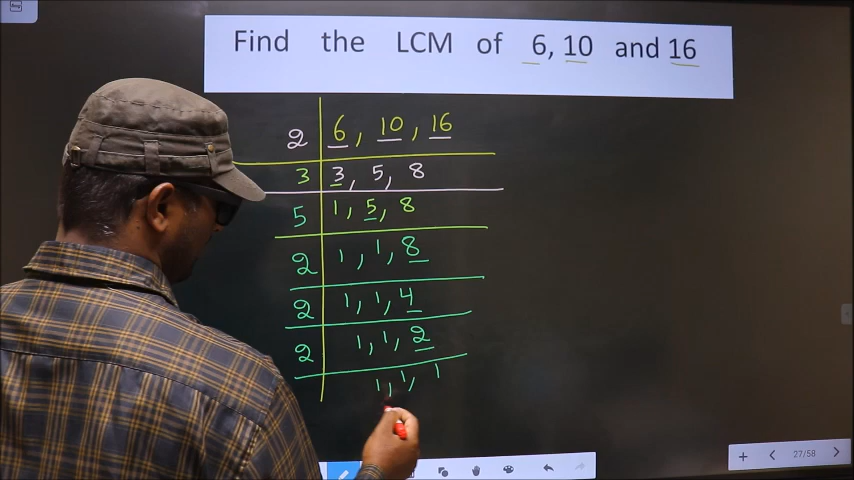 Find the LCM of 6, 10 and 16
2 6, 10, 16
3 3, 5, 8
5 1, 5, 8
2 1, 1, 8
2 1, 1, 4
2 1, 1, 2
1, 1, 1
27/58